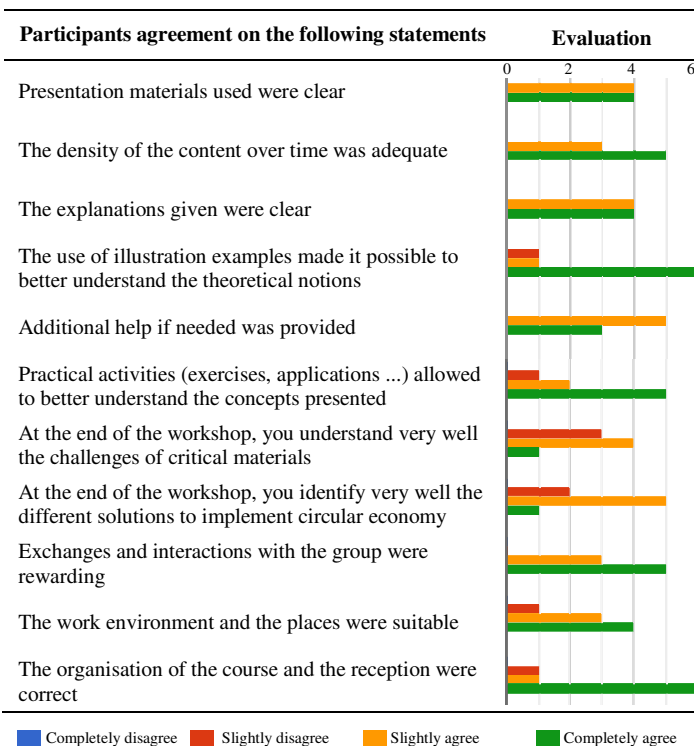 Participants agreement on the following statements Evaluation
0 2 4 6
Presentation materials used were clear
The density of the content over time was adequate
The explanations given were clear
The use of illustration examples made it possible to
better understand the theoretical notions
Additional help if needed was provided
Practical activities (exercises, applications ...) allowed
to better understand the concepts presented
At the end of the workshop, you understand very well
the challenges of critical materials
At the end of the workshop, you identify very well the
different solutions to implement circular economy
Exchanges and interactions with the group were
rewarding
The work environment and the places were suitable
The organisation of the course and the reception were
correct
Completely disagree Slightly disagree Slightly agree Completely agree